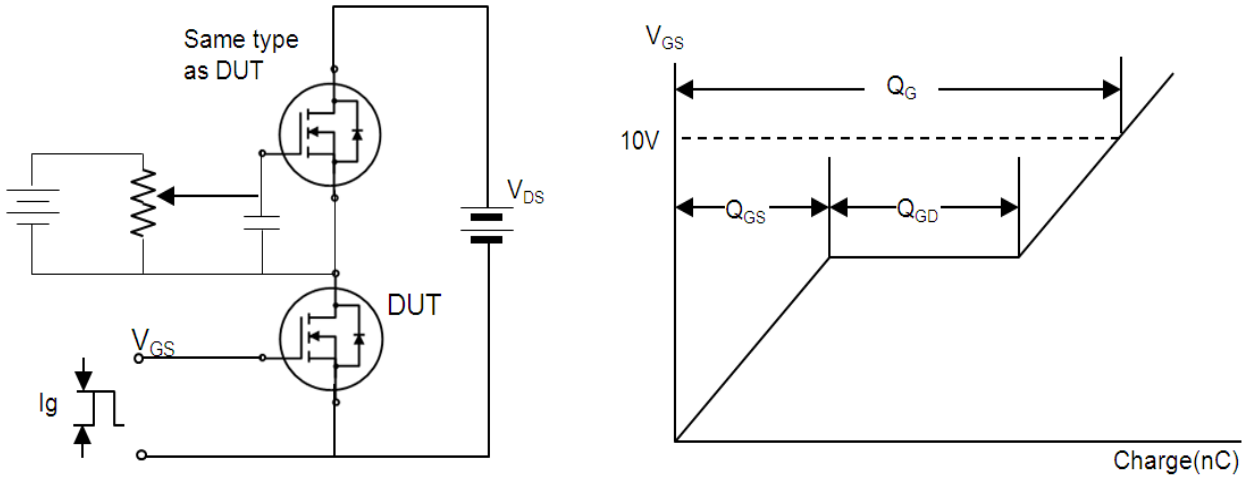 Same type
as DUT
V_DS
DUT
V_GS
Ig
V_GS
Q_G
10V
Q_GS
Q_GD
Charge(nC)